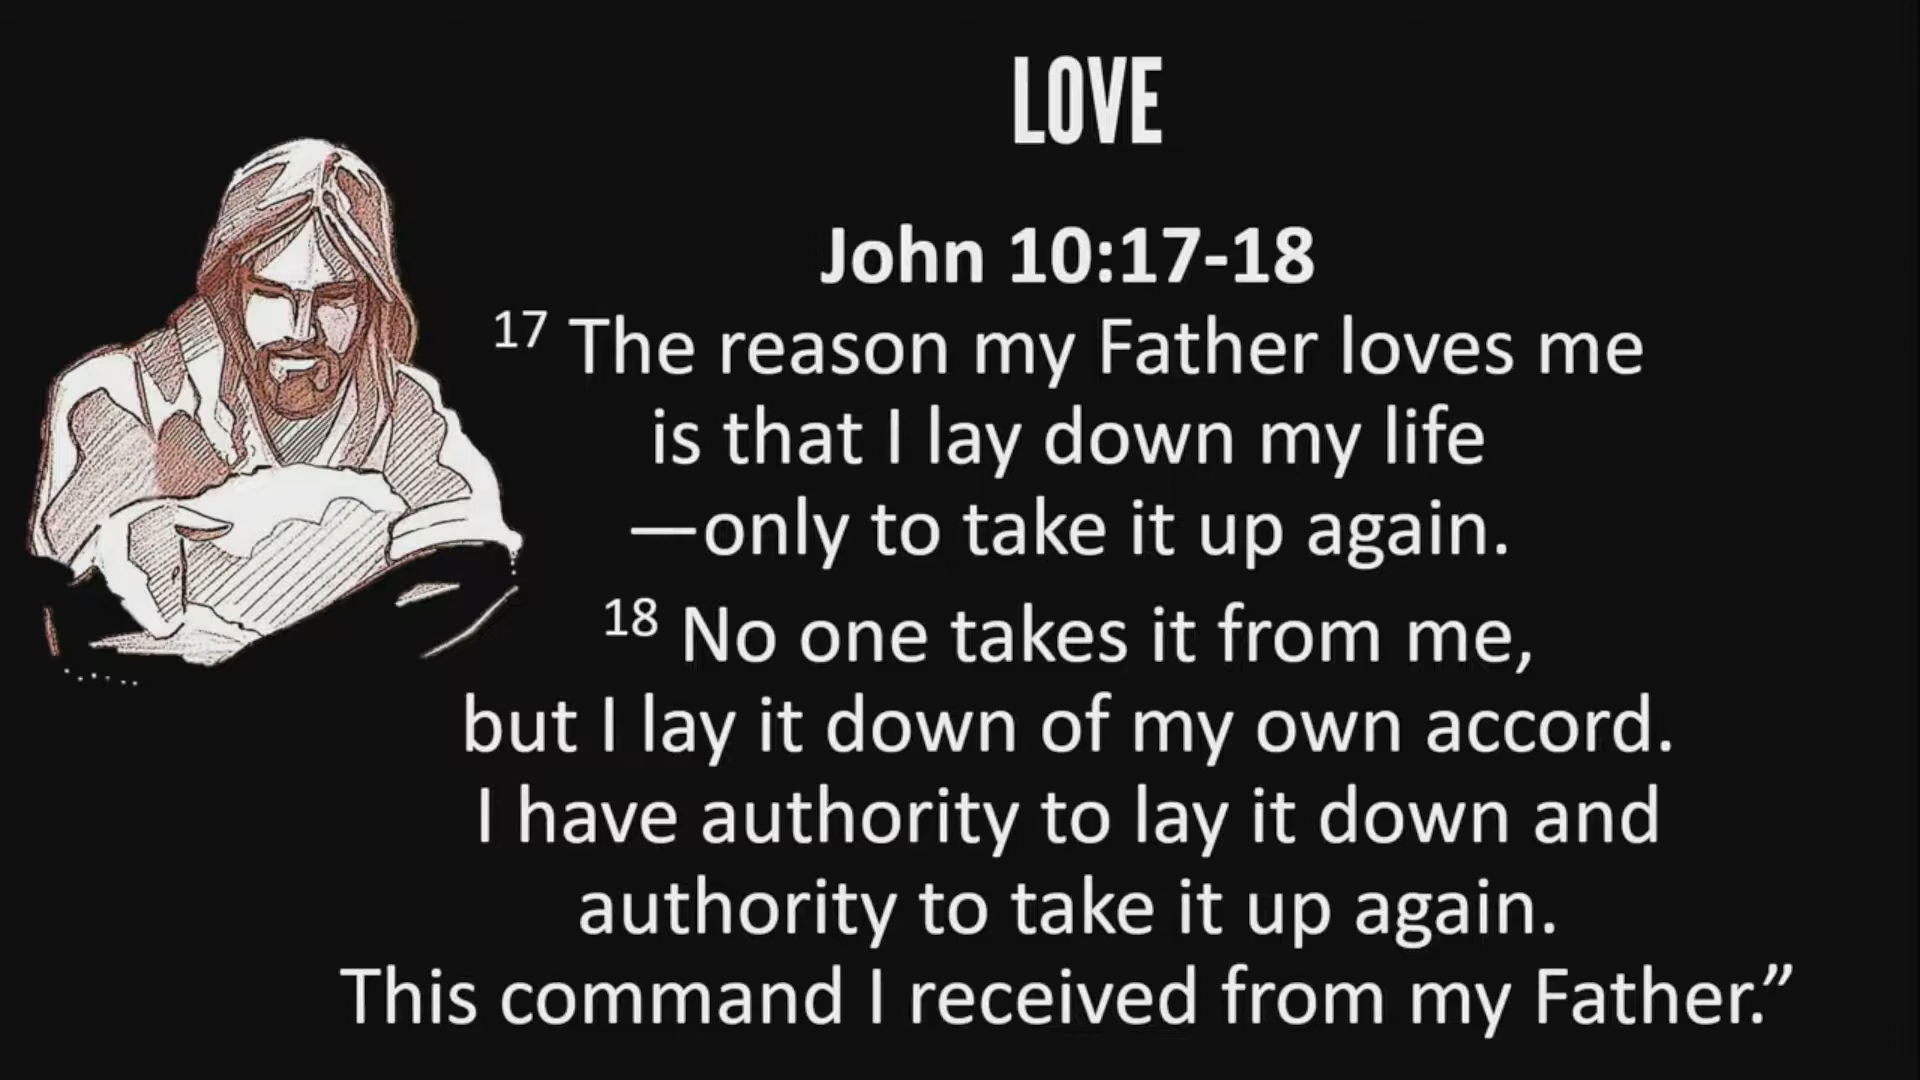 LOVE
John 10:17-18
17 The reason my Father loves me
is that I lay down my life
—only to take it up again.
18 No one takes it from me,
but I lay it down of my own accord.
I have authority to lay it down and
authority to take it up again.
This command I received from my Father.”